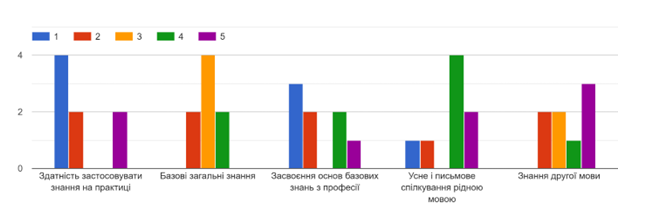 1 2 3 4 5
4
2
0
Здатність застосовувати знання на практиці
Базові загальні знання
Засвоєння основ базових знань з професії
Усне і письмове спілкування рідною мовою
Знання другої мови